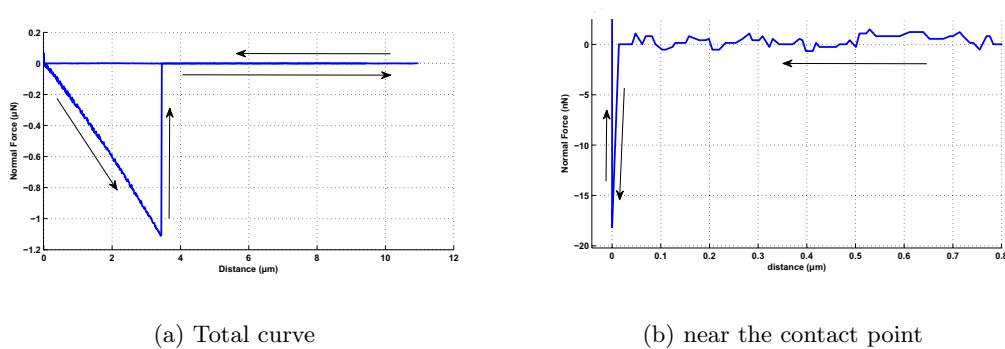 0.2
0
−0.2
−0.4
−0.6
−0.8
−1
−1.2
Normal Force (µN)
0 2 4 6 8 10 12
Distance (µm)
0
−5
−10
−15
−20
Normal Force (nN)
0 0.1 0.2 0.3 0.4 0.5 0.6 0.7 0.8
distance (µm)
(a) Total curve
(b) near the contact point